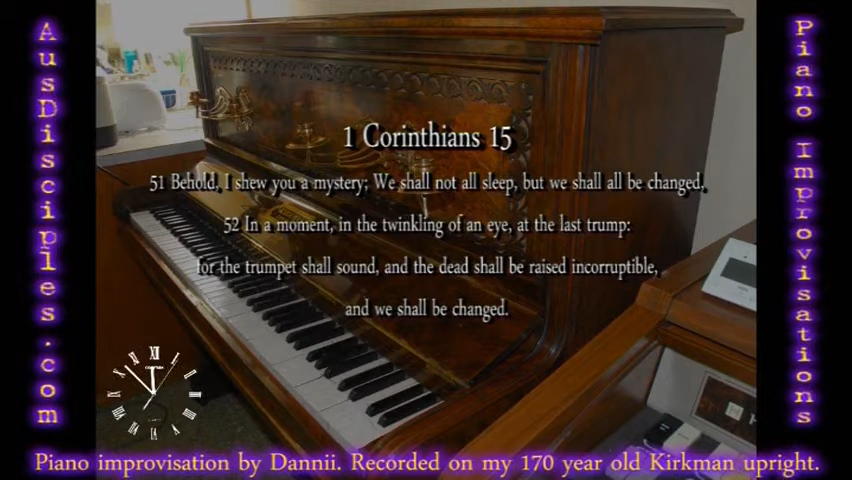 AusDisciples.com
Piano Improvisations
1 Corinthians 15
51 Behold, I shew you a mystery; We shall not all sleep, but we shall all be changed,
52 In a moment, in the twinkling of an eye, at the last trump:
for the trumpet shall sound, and the dead shall be raised incorruptible,
and we shall be changed.
Piano improvisation by Dannii. Recorded on my 170 year old Kirkman upright.